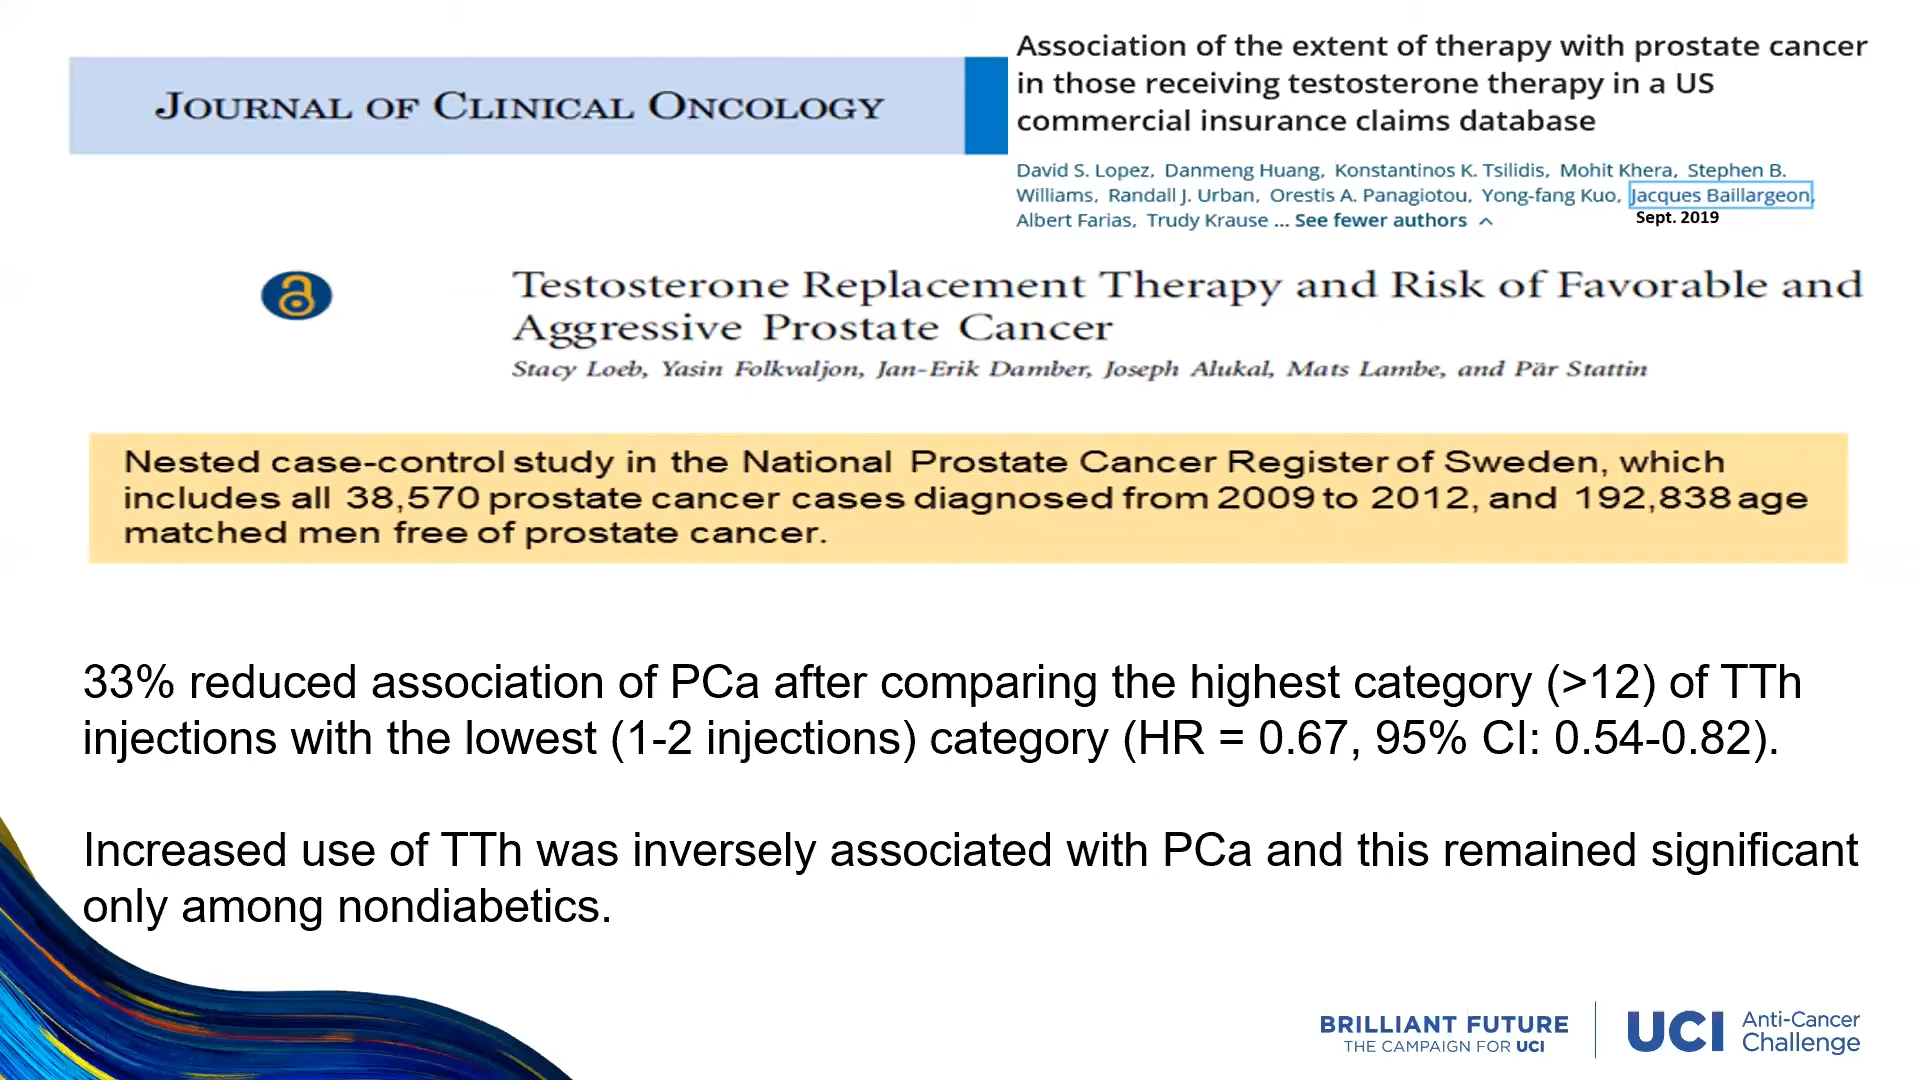 JOURNAL OF CLINICAL ONCOLOGY
Association of the extent of therapy with prostate cancer
in those receiving testosterone therapy in a US
commercial insurance claims database
David S. Lopez, Danmeng Huang, Konstantinos K. Tsilidis, Mohit Khera, Stephen B.
Williams, Randall J. Urban, Orestis A. Panagiotou, Yong-fang Kuo, Jacques Baillargeon,
Albert Farias, Trudy Krause ... See fewer authors ^
Sept. 2019
Testosterone Replacement Therapy and Risk of Favorable and
Aggressive Prostate Cancer
Stacy Loeb, Yasin Folkvaljon, Jan-Erik Damber, Joseph Alukal, Mats Lambe, and Pär Stattin
Nested case-control study in the National Prostate Cancer Register of Sweden, which
includes all 38,570 prostate cancer cases diagnosed from 2009 to 2012, and 192,838 age
matched men free of prostate cancer.
33% reduced association of PCa after comparing the highest category (>12) of TTh
injections with the lowest (1-2 injections) category (HR = 0.67, 95% CI: 0.54-0.82).
Increased use of TTh was inversely associated with PCa and this remained significant
only among nondiabetics.
BRILLIANT FUTURE
THE CAMPAIGN FOR UCI
UCI Anti-Cancer
Challenge